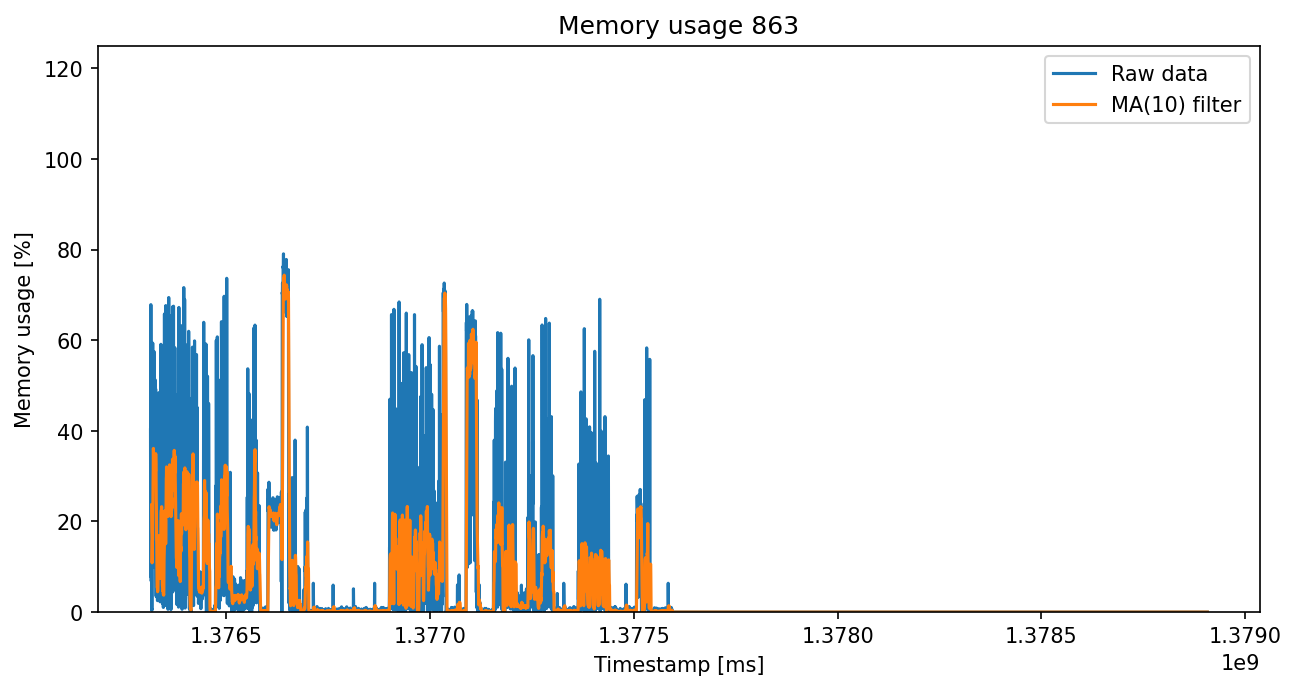 Memory usage 863
Raw data
MA(10) filter
Memory usage [%]
120
100
80
60
40
20
0
1.3765 1.3770 1.3775 1.3780 1.3785 1.3790
1e9
Timestamp [ms]